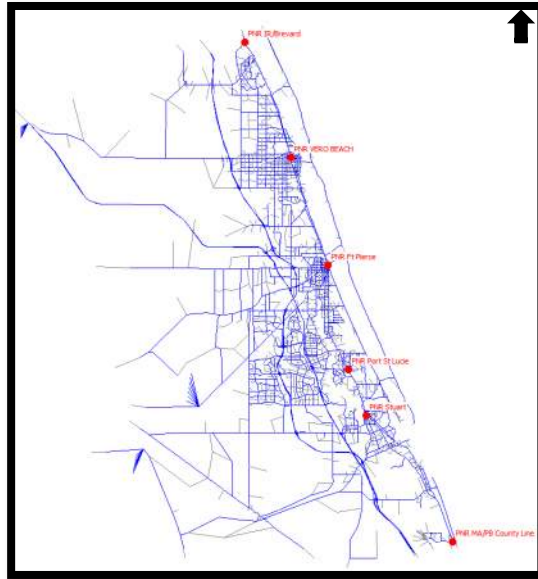 PNR IR/Brevard
PNR VERO BEACH
PNR Ft Pierce
PNR Port St Lucie
PNR Stuart
PNR MA/PB County Line